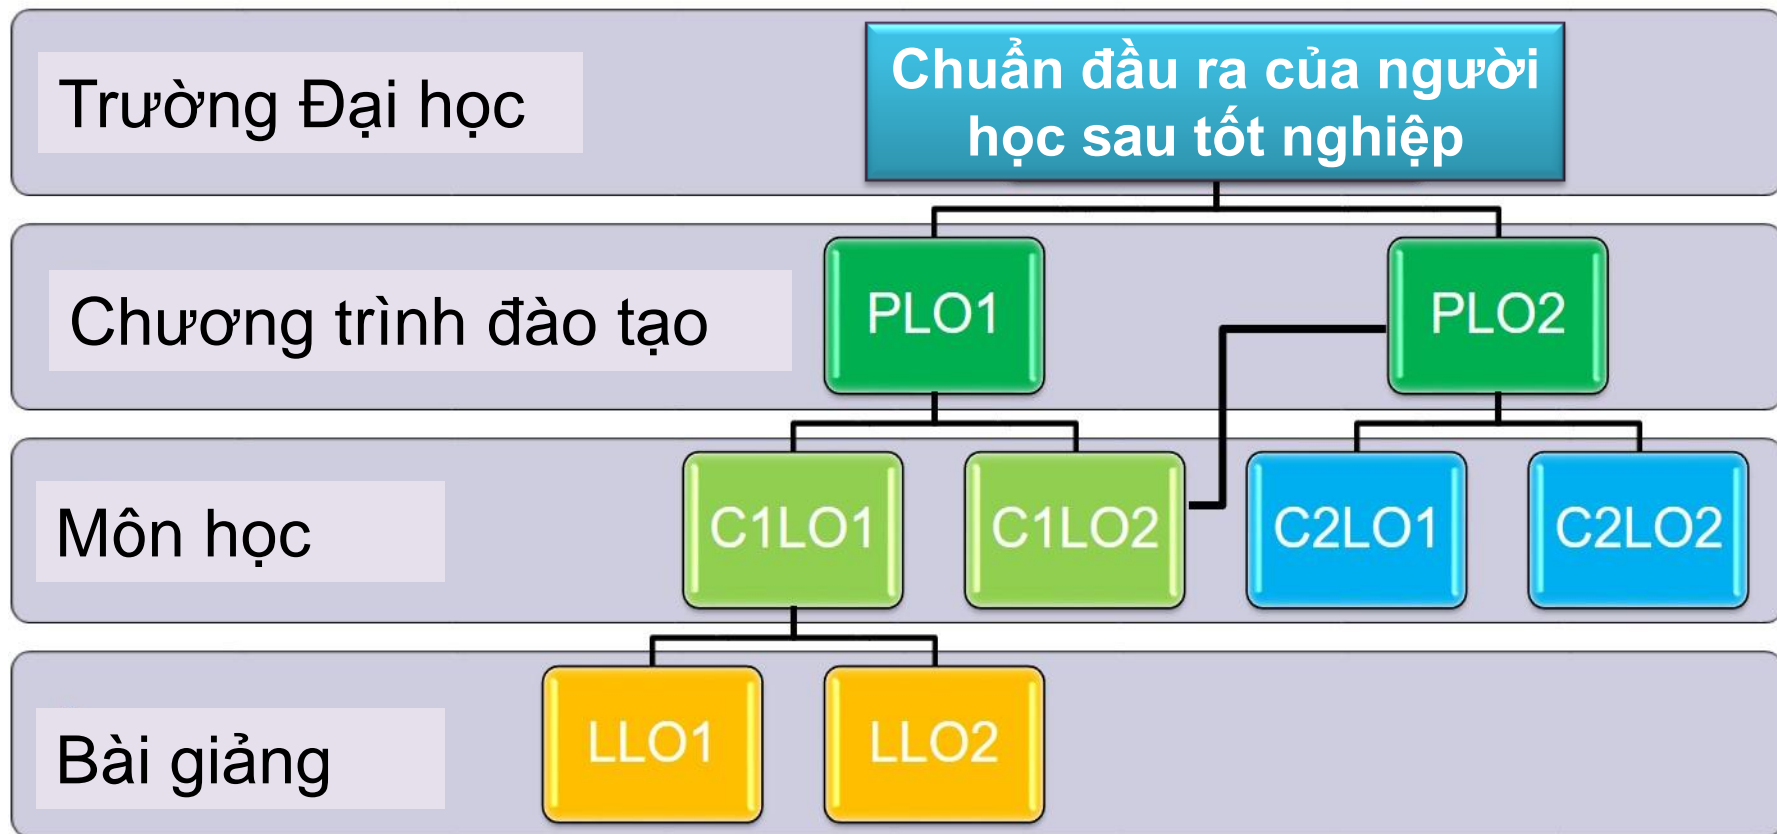 Trường Đại học
Chuẩn đầu ra của người
học sau tốt nghiệp
Chương trình đào tạo
PLO1
PLO2
Môn học
C1LO1
C1LO2
C2LO1
C2LO2
Bài giảng
LLO1
LLO2